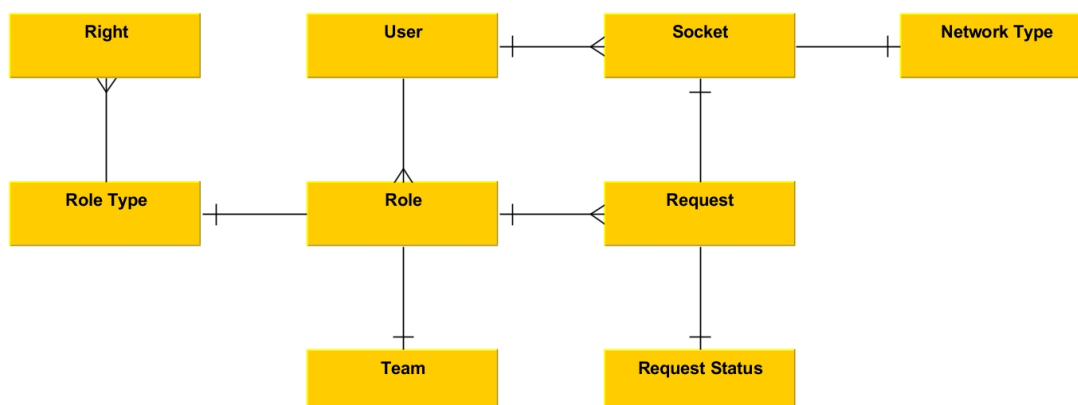 Right
User
Socket
Network Type
Role Type
Role
Request
Team
Request Status